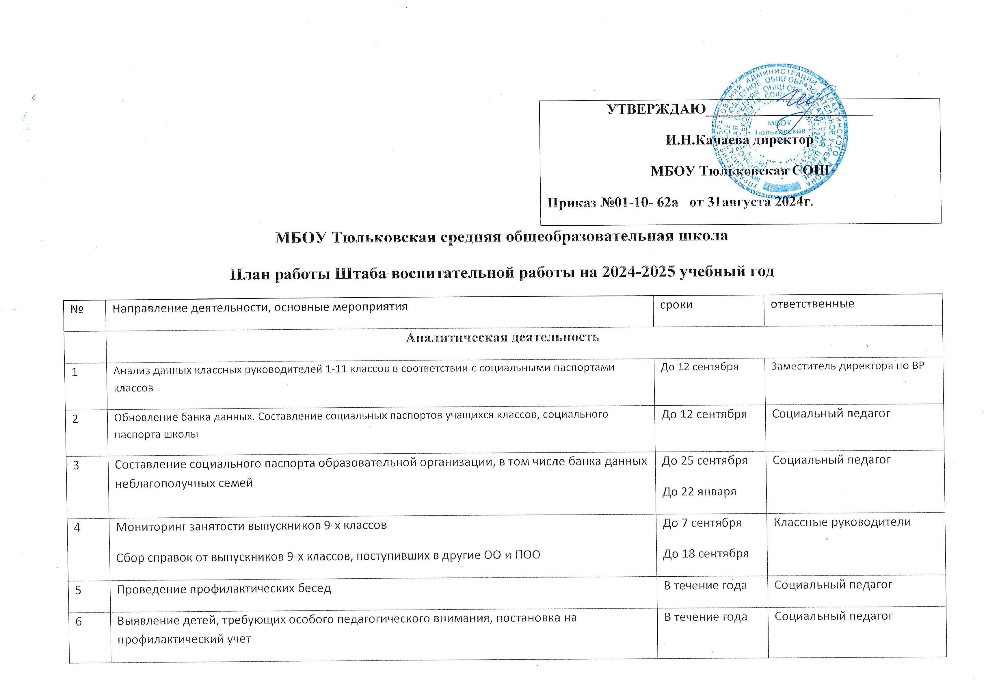 УТВЕРЖДАЮ
И.Н.Качаева директор
МБОУ Тюльковская СОШ
Приказ №01-10- 62а от 31августа 2024г.
МБОУ
Тюльковская
МБОУ Тюльковская средняя общеобразовательная школа
План работы Штаба воспитательной работы на 2024-2025 учебный год
№ Направление деятельности, основные мероприятия сроки ответственные
Аналитическая деятельность
1 Анализ данных классных руководителей 1-11 классов в соответствии с социальными паспортами До 12 сентября Заместитель директора по ВР
классов
2 Обновление банка данных. Составление социальных паспортов учащихся классов, социального До 12 сентября Социальный педагог
паспорта школы
3 Составление социального паспорта образовательной организации, в том числе банка данных До 25 сентября Социальный педагог
неблагополучных семей
До 22 января
4 Мониторинг занятости выпускников 9-х классов До 7 сентября Классные руководители
Сбор справок от выпускников 9-х классов, поступивших в другие ОО и ПОО До 18 сентября
5 Проведение профилактических бесед В течение года Социальный педагог
6 Выявление детей, требующих особого педагогического внимания, постановка на В течение года Социальный педагог
профилактический учет